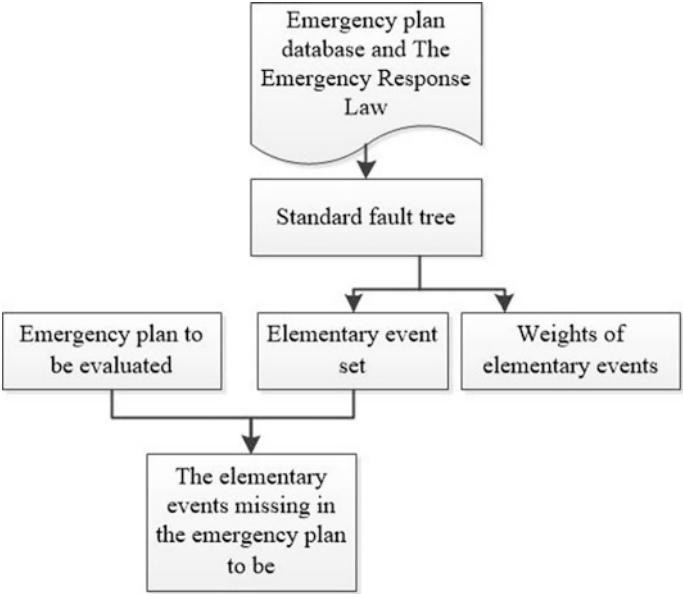 Emergency plan
database and The
Emergency Response
Law
Standard fault tree
Emergency plan to
be evaluated
Elementary event
set
Weights of
elementary events
The elementary
events missing in
the emergency plan
to be